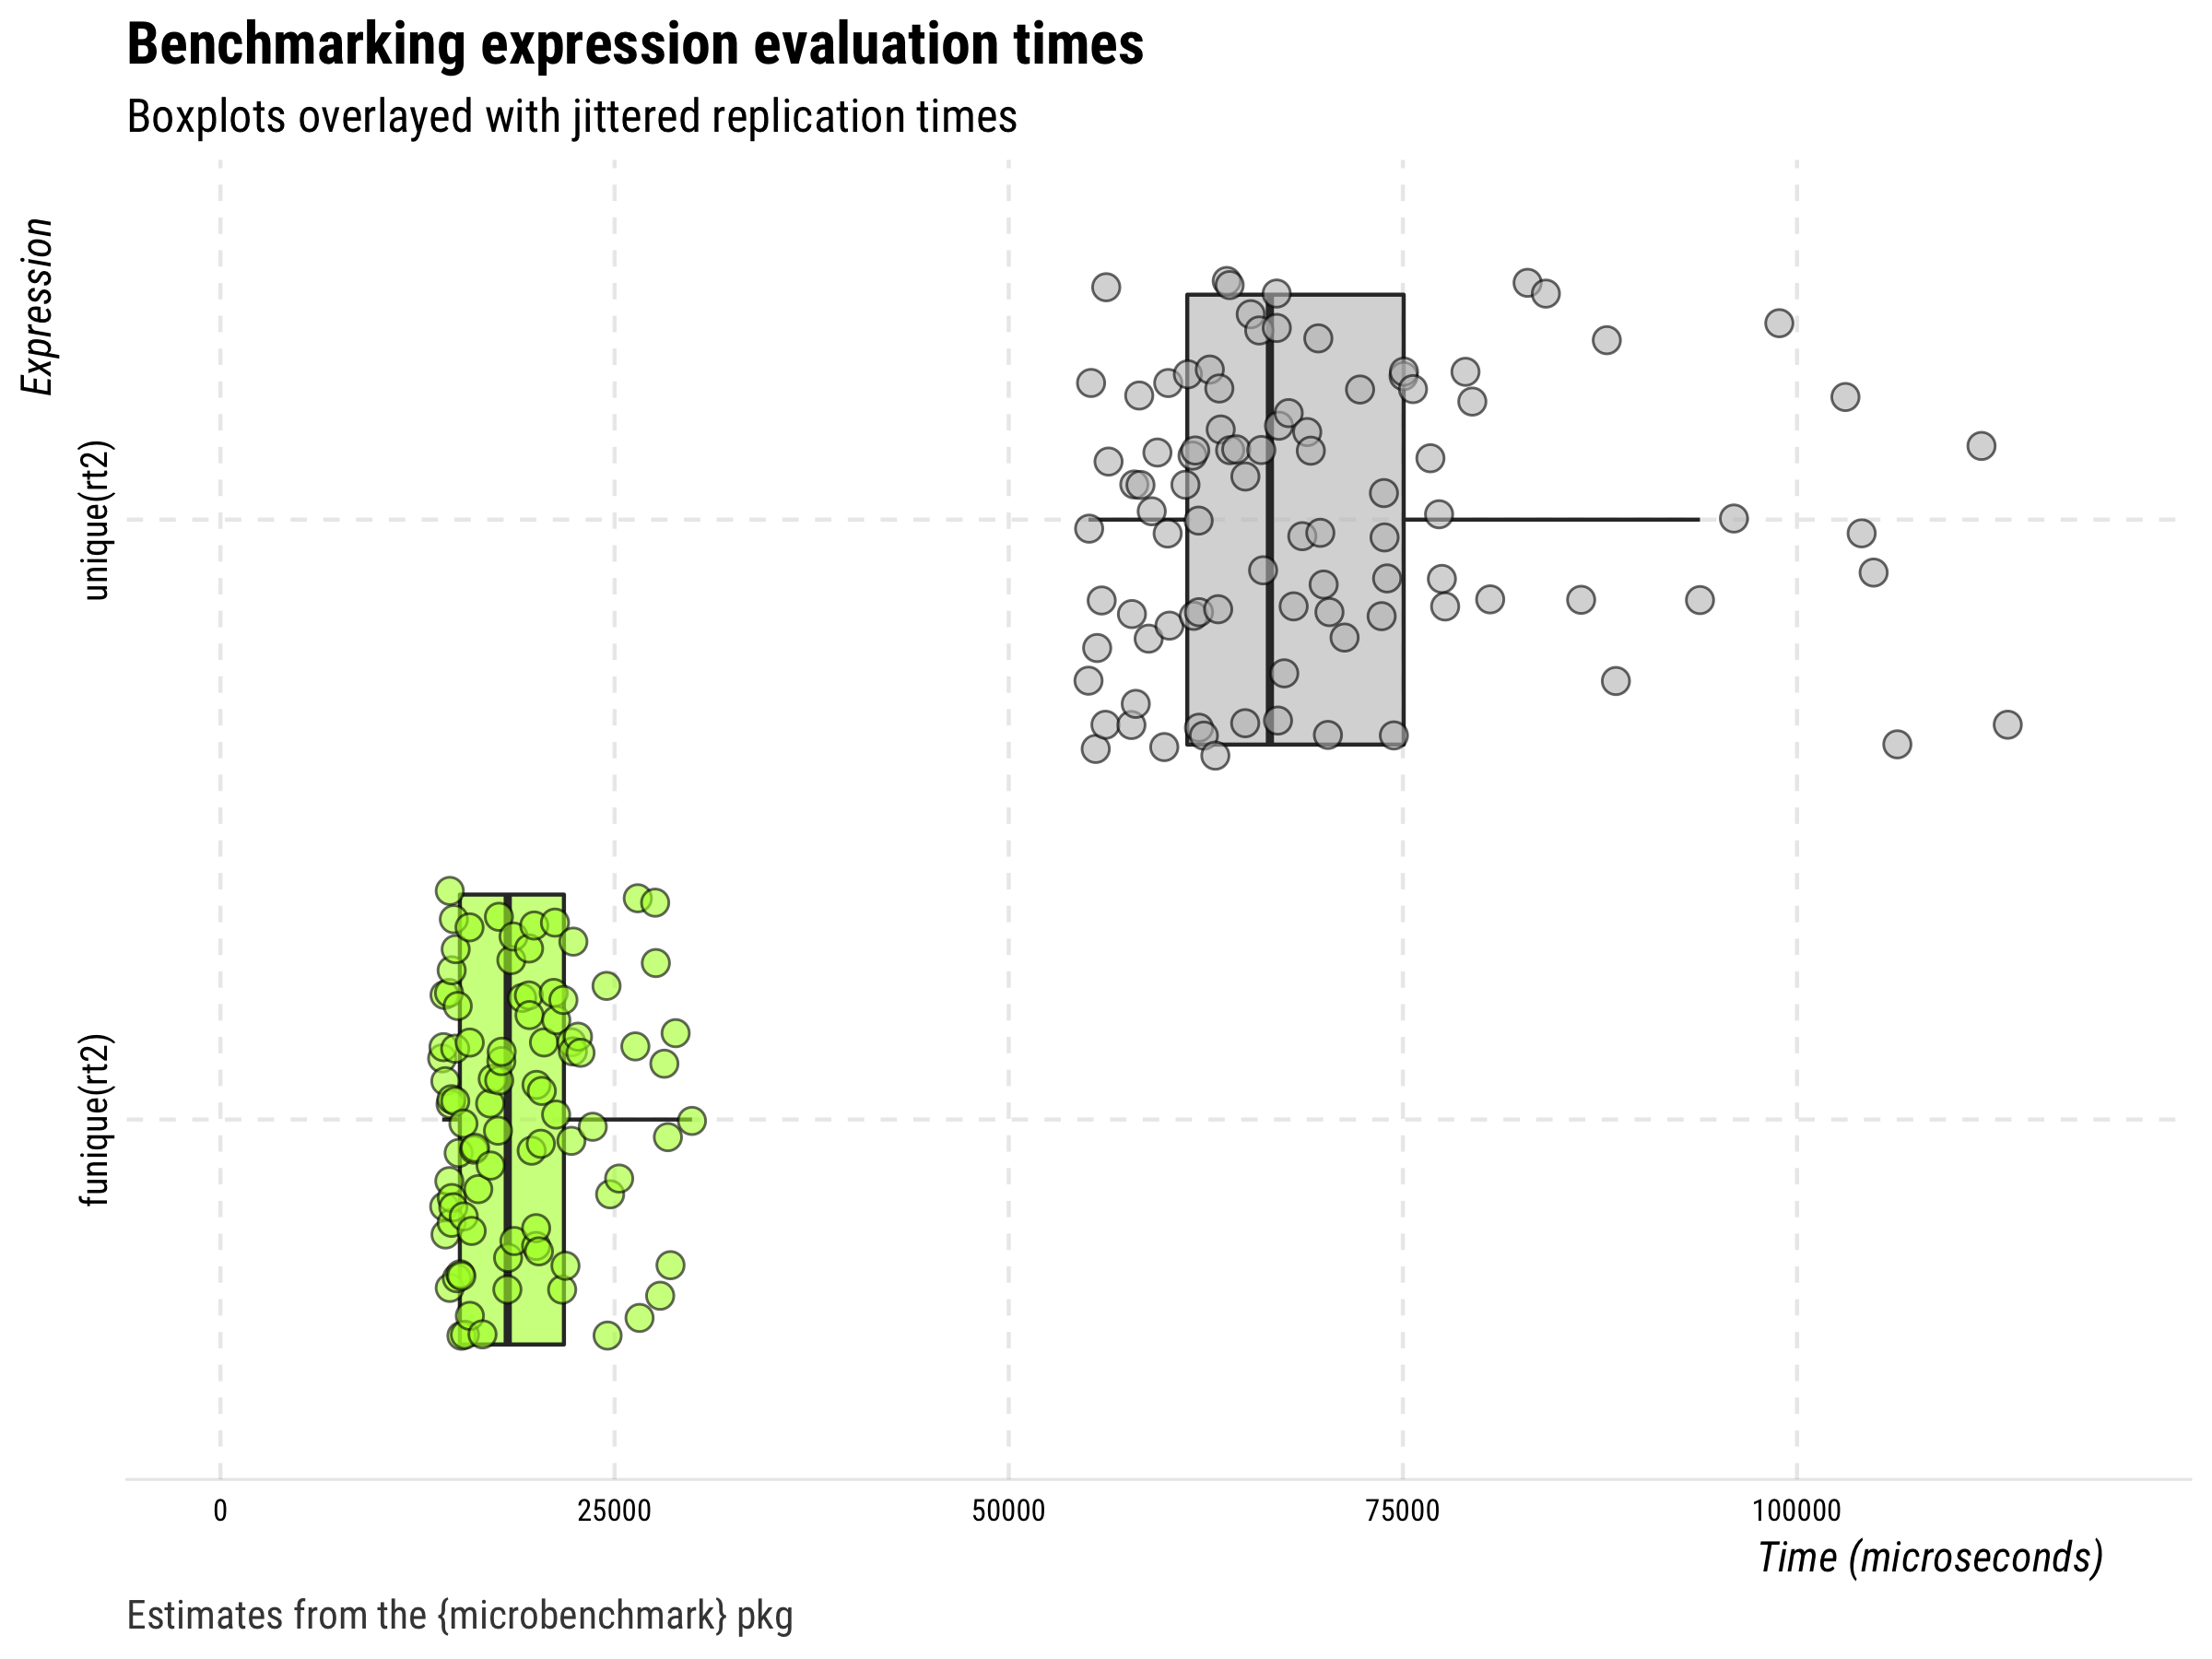 Benchmarking expression evaluation times
Boxplots overlayed with jittered replication times
Expression
unique(rt2)
funique(rt2)
0 25000 50000 75000 100000
Time (microseconds)
Estimates from the {microbenchmark} pkg